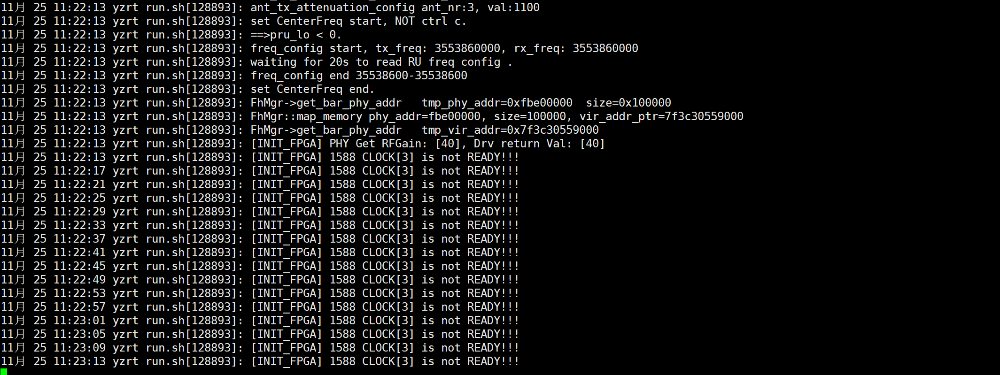 11月 25 11:22:13 yzrt run.sh[128893]: ant_tx_attenuation_config ant_nr:3, val:1100
11月 25 11:22:13 yzrt run.sh[128893]: set CenterFreq start, NOT ctrl c.
11月 25 11:22:13 yzrt run.sh[128893]: ==>pru_lo < 0.
11月 25 11:22:13 yzrt run.sh[128893]: freq_config start, tx_freq: 3553860000, rx_freq: 3553860000
11月 25 11:22:13 yzrt run.sh[128893]: waiting for 20s to read RU freq config .
11月 25 11:22:13 yzrt run.sh[128893]: freq_config end 35538600-35538600
11月 25 11:22:13 yzrt run.sh[128893]: set CenterFreq end.
11月 25 11:22:13 yzrt run.sh[128893]: FhMgr->get_bar_phy_addr   tmp_phy_addr=0xfbe00000  size=0x100000
11月 25 11:22:13 yzrt run.sh[128893]: FhMgr::map_memory phy_addr=fbe00000, size=100000, vir_addr_ptr=7f3c30559000
11月 25 11:22:13 yzrt run.sh[128893]: FhMgr->get_bar_phy_addr   tmp_vir_addr=0x7f3c30559000
11月 25 11:22:13 yzrt run.sh[128893]: [INIT_FPGA] PHY Get RFGain: [40], Drv return Val: [40]
11月 25 11:22:13 yzrt run.sh[128893]: [INIT_FPGA] 1588 CLOCK[3] is not READY!!!
11月 25 11:22:17 yzrt run.sh[128893]: [INIT_FPGA] 1588 CLOCK[3] is not READY!!!
11月 25 11:22:21 yzrt run.sh[128893]: [INIT_FPGA] 1588 CLOCK[3] is not READY!!!
11月 25 11:22:25 yzrt run.sh[128893]: [INIT_FPGA] 1588 CLOCK[3] is not READY!!!
11月 25 11:22:29 yzrt run.sh[128893]: [INIT_FPGA] 1588 CLOCK[3] is not READY!!!
11月 25 11:22:33 yzrt run.sh[128893]: [INIT_FPGA] 1588 CLOCK[3] is not READY!!!
11月 25 11:22:37 yzrt run.sh[128893]: [INIT_FPGA] 1588 CLOCK[3] is not READY!!!
11月 25 11:22:41 yzrt run.sh[128893]: [INIT_FPGA] 1588 CLOCK[3] is not READY!!!
11月 25 11:22:45 yzrt run.sh[128893]: [INIT_FPGA] 1588 CLOCK[3] is not READY!!!
11月 25 11:22:49 yzrt run.sh[128893]: [INIT_FPGA] 1588 CLOCK[3] is not READY!!!
11月 25 11:22:53 yzrt run.sh[128893]: [INIT_FPGA] 1588 CLOCK[3] is not READY!!!
11月 25 11:22:57 yzrt run.sh[128893]: [INIT_FPGA] 1588 CLOCK[3] is not READY!!!
11月 25 11:23:01 yzrt run.sh[128893]: [INIT_FPGA] 1588 CLOCK[3] is not READY!!!
11月 25 11:23:05 yzrt run.sh[128893]: [INIT_FPGA] 1588 CLOCK[3] is not READY!!!
11月 25 11:23:09 yzrt run.sh[128893]: [INIT_FPGA] 1588 CLOCK[3] is not READY!!!
11月 25 11:23:13 yzrt run.sh[128893]: [INIT_FPGA] 1588 CLOCK[3] is not READY!!!